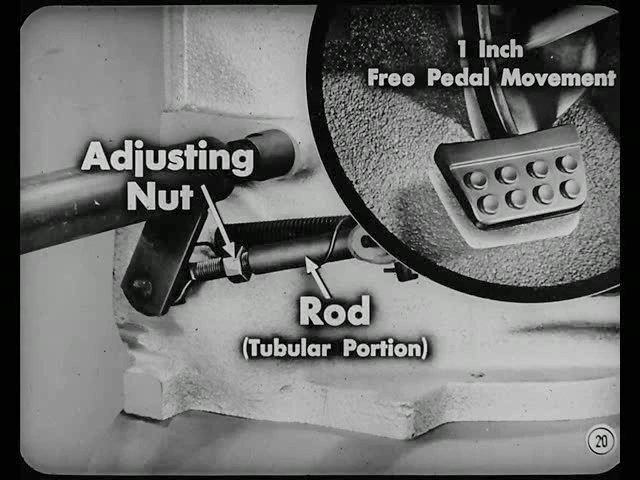 1 Inch
Free Pedal Movement
Adjusting
Nut
Rod
(Tubular Portion)
20